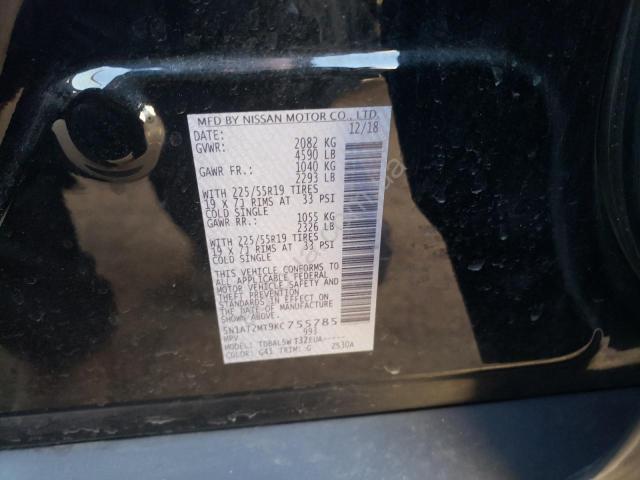 MFD BY NISSAN MOTOR CO., LTD.
DATE: 12/18
GVWR: 2082 KG
4590 LB
GAWR FR.: 1040 KG
2293 LB
WITH 225/55R19 TIRES
19 X 7J RIMS AT 33 PSI
COLD SINGLE
GAWR RR.: 1055 KG
2326 LB
WITH 225/55R19 TIRES
19 X 7J RIMS AT 33 PSI
COLD SINGLE
THIS VEHICLE CONFORMS TO
ALL APPLICABLE FEDERAL
MOTOR VEHICLE SAFETY AND
THEFT PREVENTION
STANDARDS IN EFFECT ON
THE DATE OF MANUFACTURE
SHOWN ABOVE.
5N1AT2MT9KC755785
MPV 993
MODEL:
COLOR: G41 TRIM: G 2530A